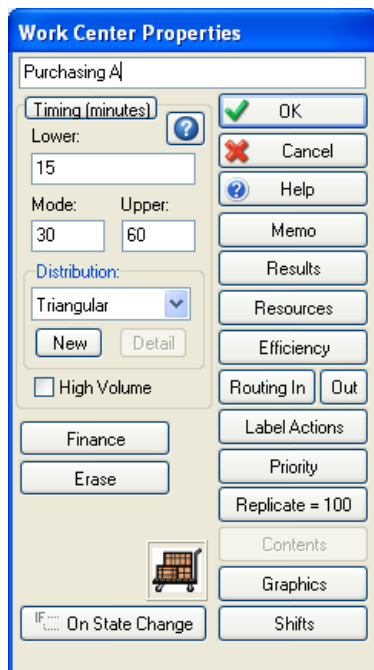 Work Center Properties
Purchasing A
Timing (minutes)
?
Lower:
15
Mode: Upper:
30 60
Distribution:
Triangular
New Detail
High Volume
Finance
Erase
IF On State Change
OK
Cancel
? Help
Memo
Results
Resources
Efficiency
Routing In Out
Label Actions
Priority
Replicate = 100
Contents
Graphics
Shifts